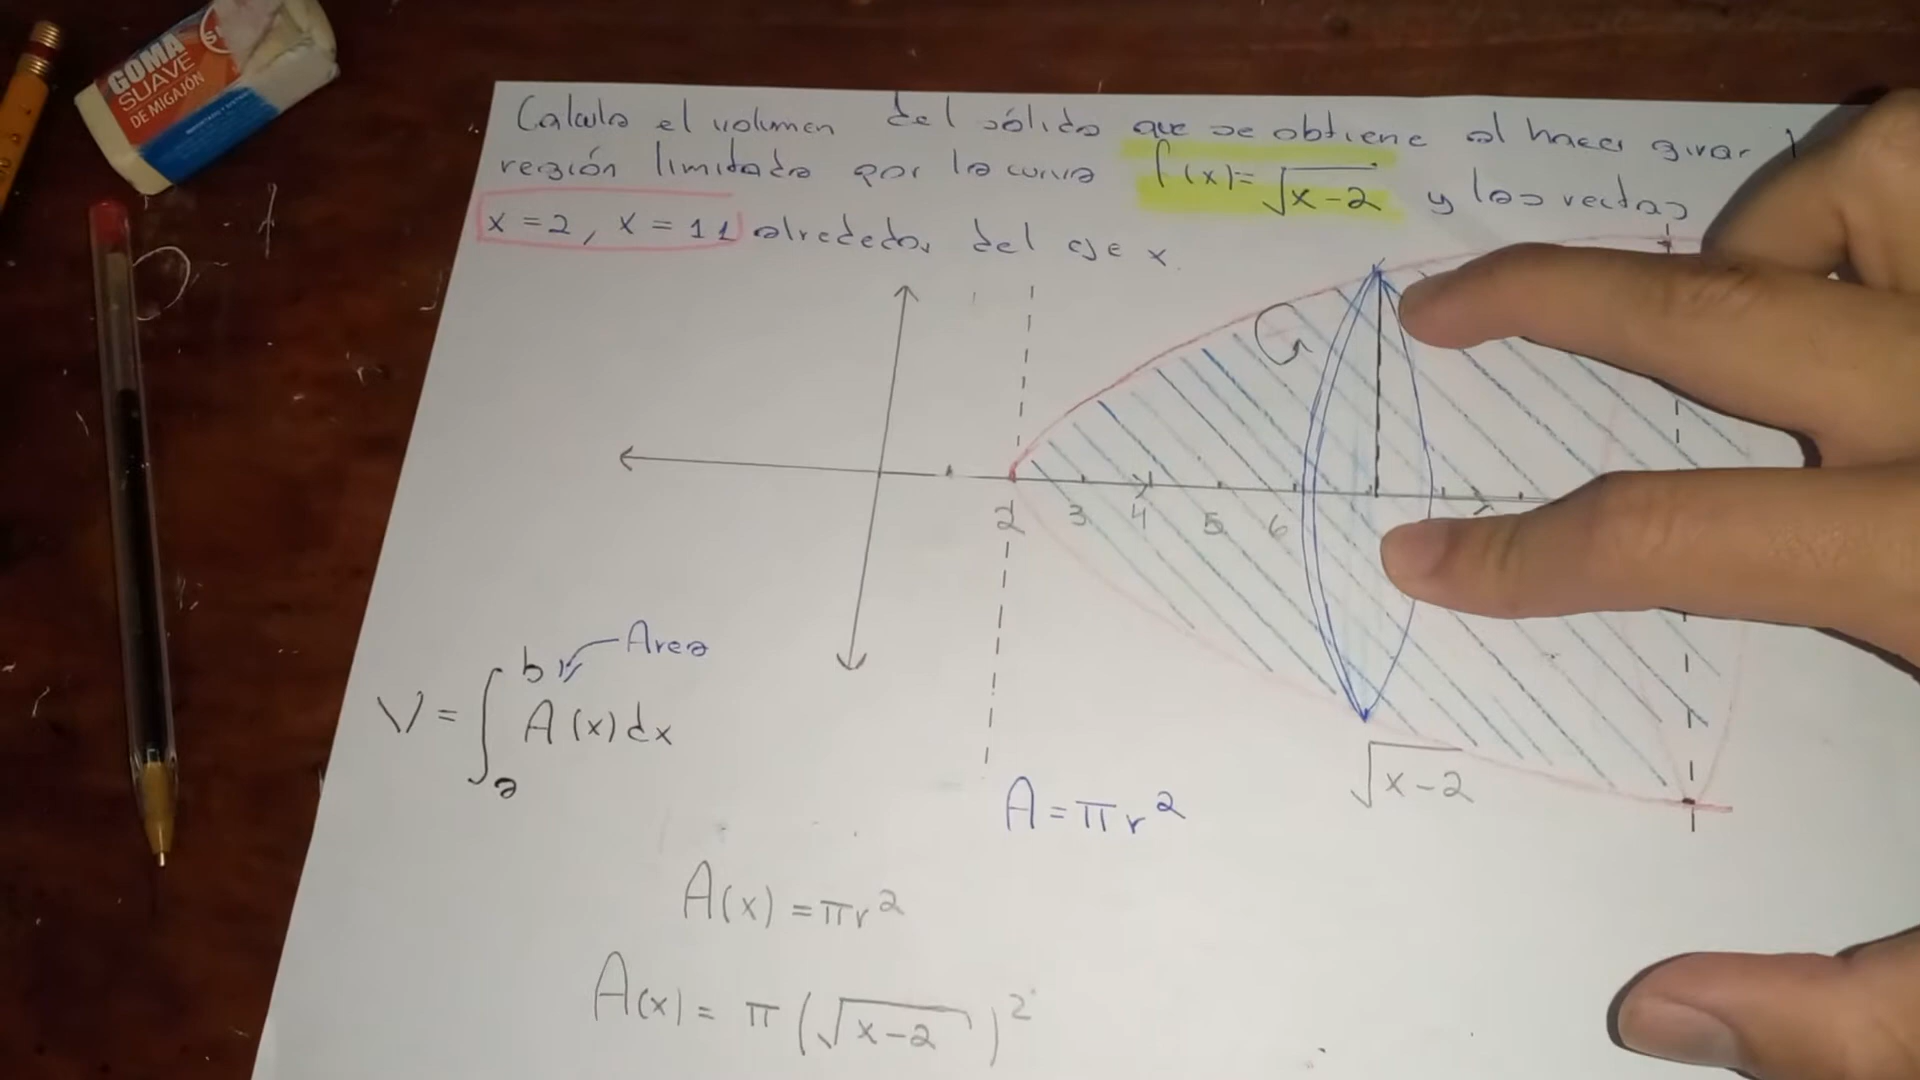 GOMA
SUAVE
DE MIGAJÓN
Calcula el volumen del sólido que se obtiene al hacer girar
región limitada por la curva f(x)=√x-2 y las rectas
x=2, x=11 alrededor del eje x.
2 3 4 5 6
Area
V=∫ₐᵇ A(x)dx
√x-2
A=πr²
A(x)=πr²
A(x)=π(√x-2)²